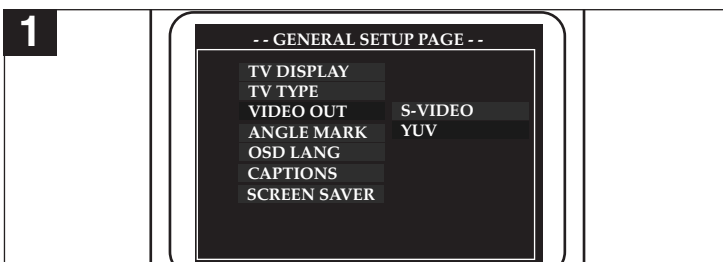 1
- - GENERAL SETUP PAGE - -
TV DISPLAY
TV TYPE
VIDEO OUT S-VIDEO
ANGLE MARK YUV
OSD LANG
CAPTIONS
SCREEN SAVER